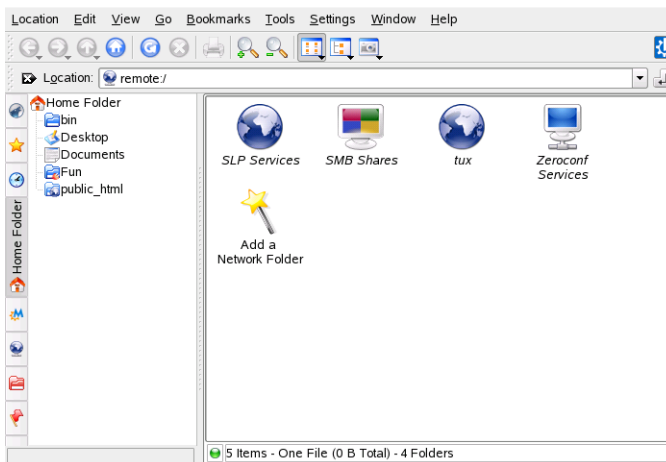 Location Edit View Go Bookmarks Tools Settings Window Help
Location: remote:/
Home Folder
bin
Desktop
Documents
Fun
public_html
Home Folder
SLP Services
SMB Shares
tux
Zeroconf
Services
Add a
Network Folder
5 Items - One File (0 B Total) - 4 Folders